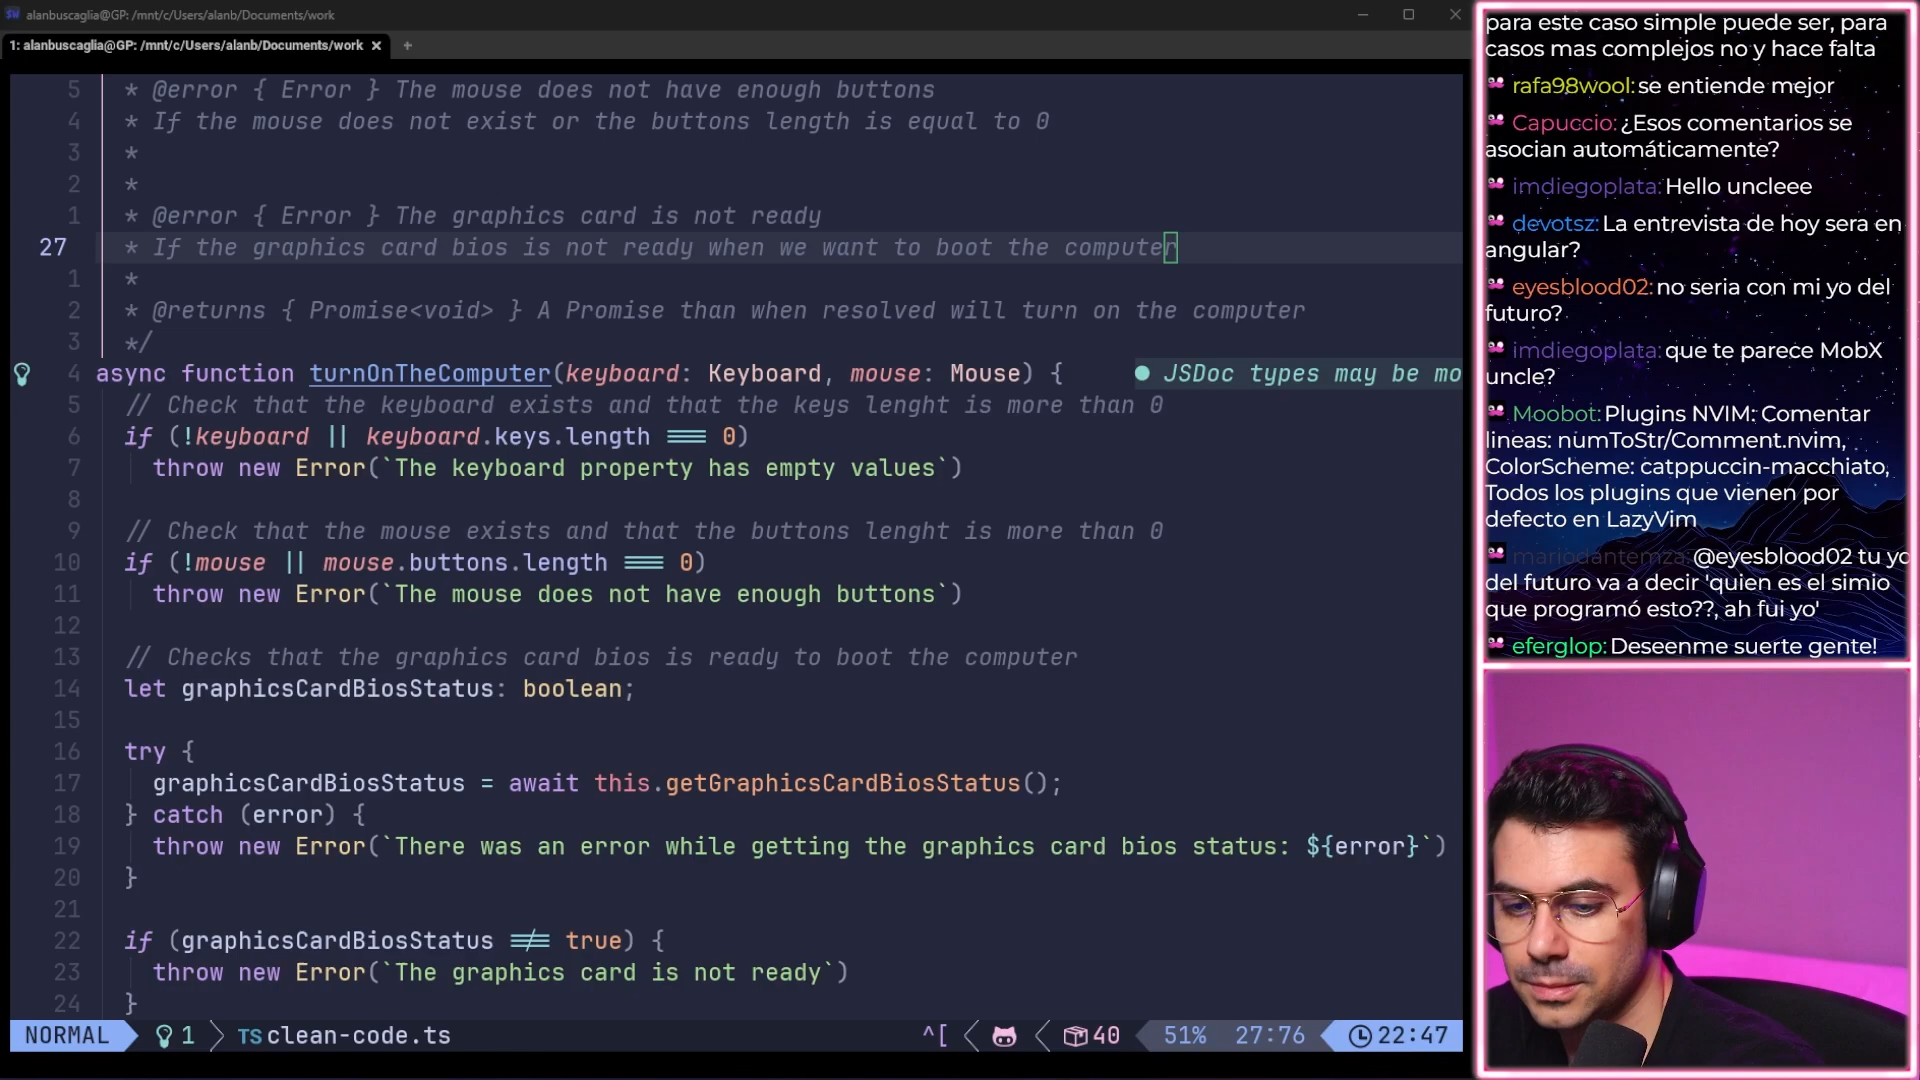 alanbuscaglia@GP: /mnt/c/Users/alanb/Documents/work
1: alanbuscaglia@GP: /mnt/c/Users/alanb/Documents/work × +
5 * @error { Error } The mouse does not have enough buttons
4 * If the mouse does not exist or the buttons length is equal to 0
3 *
2 *
1 * @error { Error } The graphics card is not ready
27 * If the graphics card bios is not ready when we want to boot the computer
1 *
2 * @returns { Promise<void> } A Promise than when resolved will turn on the computer
3 */
4 async function turnOnTheComputer(keyboard: Keyboard, mouse: Mouse) { ● JSDoc types may be mo
5 // Check that the keyboard exists and that the keys lenght is more than 0
6 if (!keyboard || keyboard.keys.length === 0)
7 throw new Error(`The keyboard property has empty values`)
8
9 // Check that the mouse exists and that the buttons lenght is more than 0
10 if (!mouse || mouse.buttons.length === 0)
11 throw new Error(`The mouse does not have enough buttons`)
12
13 // Checks that the graphics card bios is ready to boot the computer
14 let graphicsCardBiosStatus: boolean;
15
16 try {
17 graphicsCardBiosStatus = await this.getGraphicsCardBiosStatus();
18 } catch (error) {
19 throw new Error(`There was an error while getting the graphics card bios status: ${error}`)
20 }
21
22 if (graphicsCardBiosStatus !== true) {
23 throw new Error(`The graphics card is not ready`)
24 }
NORMAL 1 TS clean-code.ts ^[ 40 51% 27:76 22:47
para este caso simple puede ser, para
casos mas complejos no y hace falta
rafa98wool: se entiende mejor
Capuccio: ¿Esos comentarios se
asocian automáticamente?
imdiegoplata: Hello uncleee
devotsz: La entrevista de hoy sera en
angular?
eyesblood02: no seria con mi yo del
futuro?
imdiegoplata: que te parece MobX
uncle?
Moobot: Plugins NVIM: Comentar
lineas: numToStr/Comment.nvim,
ColorScheme: catppuccin-macchiato,
Todos los plugins que vienen por
defecto en LazyVim
mariodantemza: @eyesblood02 tu yo
del futuro va a decir 'quien es el simio
que programó esto??, ah fui yo'
eferglop: Deseenme suerte gente!